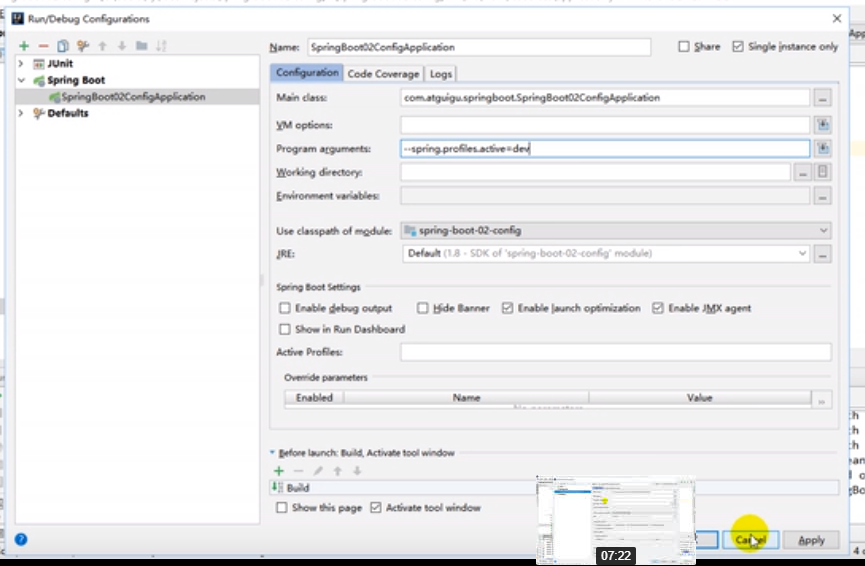 Run/Debug Configurations
Name: SpringBoot02ConfigApplication Share Single instance only
JUnit
Spring Boot
SpringBoot02ConfigApplication
Defaults
Configuration Code Coverage Logs
Main class: com.atguigu.springboot.SpringBoot02ConfigApplication ...
VM options:
Program arguments: --spring.profiles.active=dev
Working directory: ...
Environment variables: ...
Use classpath of module: spring-boot-02-config
JRE: Default (1.8 - SDK of 'spring-boot-02-config' module) ...
Spring Boot Settings
Enable debug output Hide Banner Enable launch optimization Enable JMX agent
Show in Run Dashboard
Active Profiles:
Override parameters
Enabled Name Value
Before launch: Build, Activate tool window
Build
Show this page Activate tool window
07:22
Cancel Apply